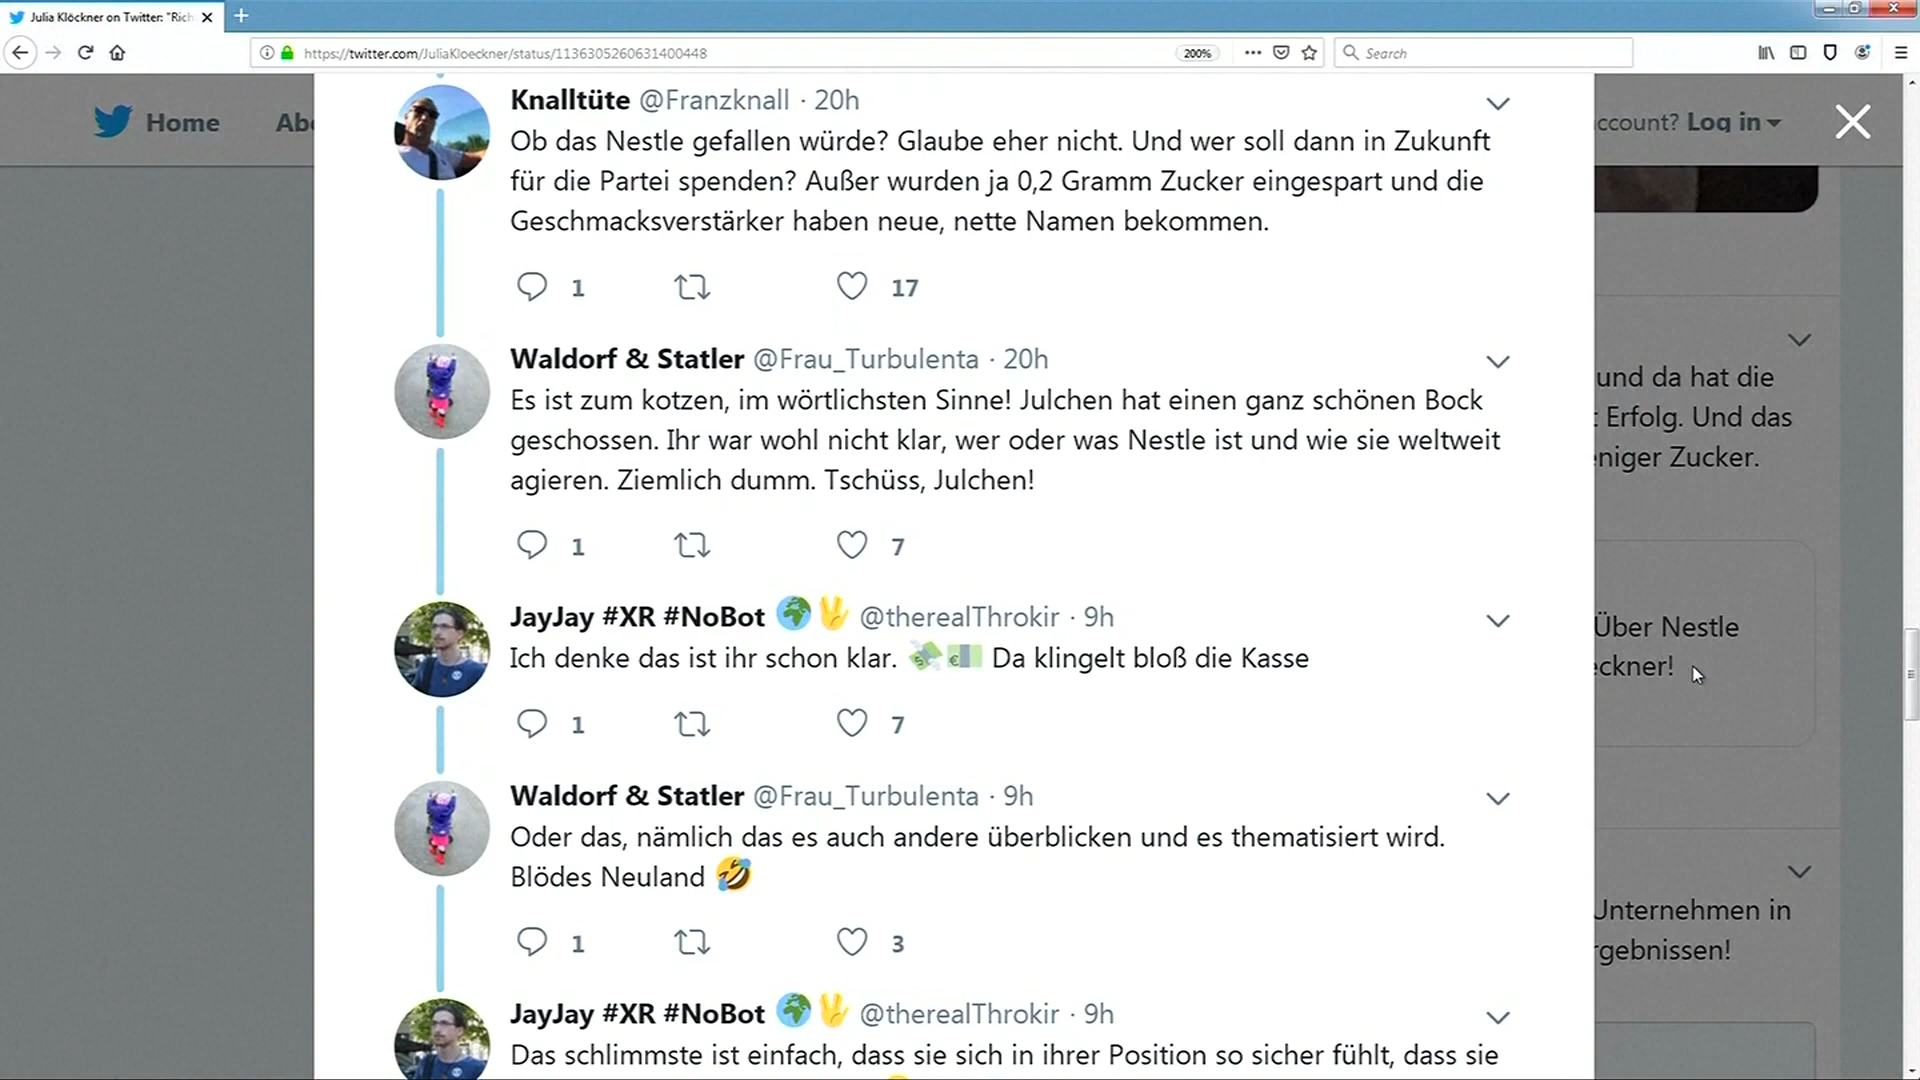 Julia Klöckner on Twitter: "Rich
https://twitter.com/JuliaKloeckner/status/1136305260631400448
200%
Search
Home
Abo
ccount? Log in
Knalltüte @Franzknall · 20h
Ob das Nestle gefallen würde? Glaube eher nicht. Und wer soll dann in Zukunft
für die Partei spenden? Außer wurden ja 0,2 Gramm Zucker eingespart und die
Geschmacksverstärker haben neue, nette Namen bekommen.
1 17
Waldorf & Statler @Frau_Turbulenta · 20h
Es ist zum kotzen, im wörtlichsten Sinne! Julchen hat einen ganz schönen Bock
geschossen. Ihr war wohl nicht klar, wer oder was Nestle ist und wie sie weltweit
agieren. Ziemlich dumm. Tschüss, Julchen!
1 7
JayJay #XR #NoBot 🌍🖖 @therealThrokir · 9h
Ich denke das ist ihr schon klar. 💸💶 Da klingelt bloß die Kasse
1 7
Waldorf & Statler @Frau_Turbulenta · 9h
Oder das, nämlich das es auch andere überblicken und es thematisiert wird.
Blödes Neuland 🤣
1 3
JayJay #XR #NoBot 🌍🖖 @therealThrokir · 9h
Das schlimmste ist einfach, dass sie sich in ihrer Position so sicher fühlt, dass sie
und da hat die
t Erfolg. Und das
niger Zucker.
Über Nestle
ckner!
Unternehmen in
rgebnissen!